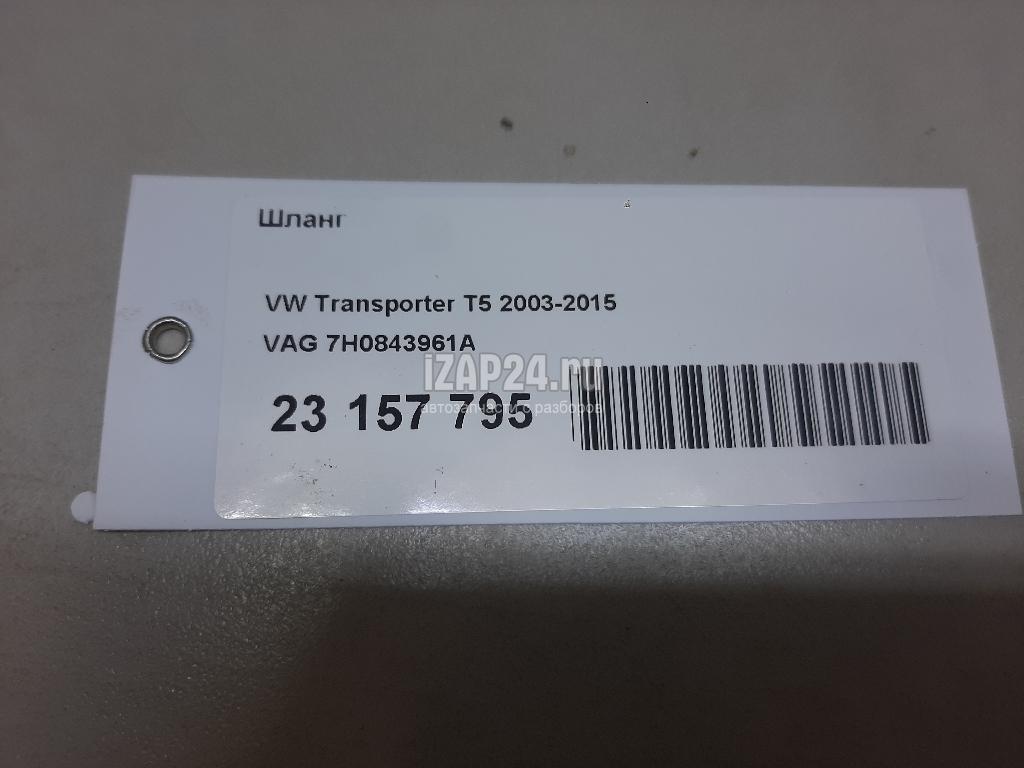 Шланг
VW Transporter T5 2003-2015
VAG 7H0843961A
iZAP24.ru
23 157 795
автозапчасти с разборов